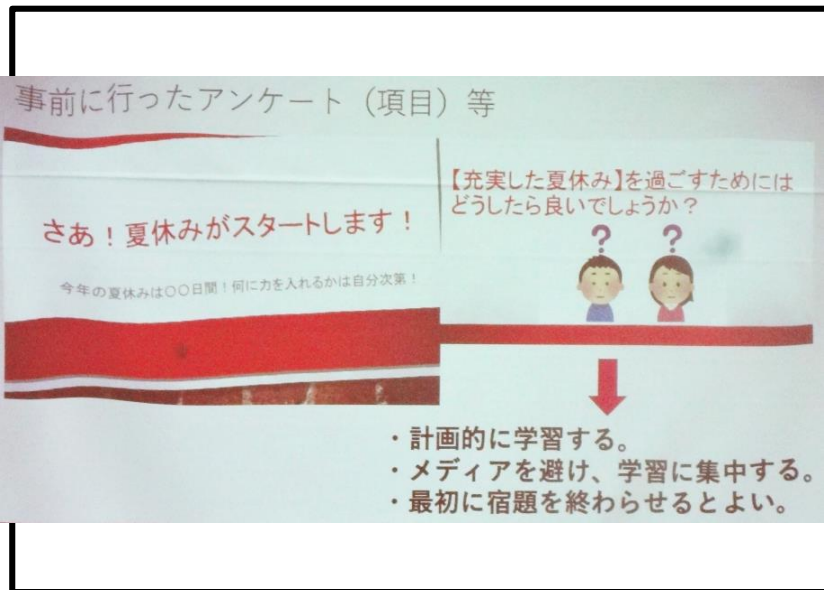 事前に行ったアンケート（項目）等
さあ！夏休みがスタートします！
今年の夏休みは〇〇日間！何に力を入れるかは自分次第！
【充実した夏休み】を過ごすためには
どうしたら良いでしょうか？
？ ？
・計画的に学習する。
・メディアを避け、学習に集中する。
・最初に宿題を終わらせるとよい。